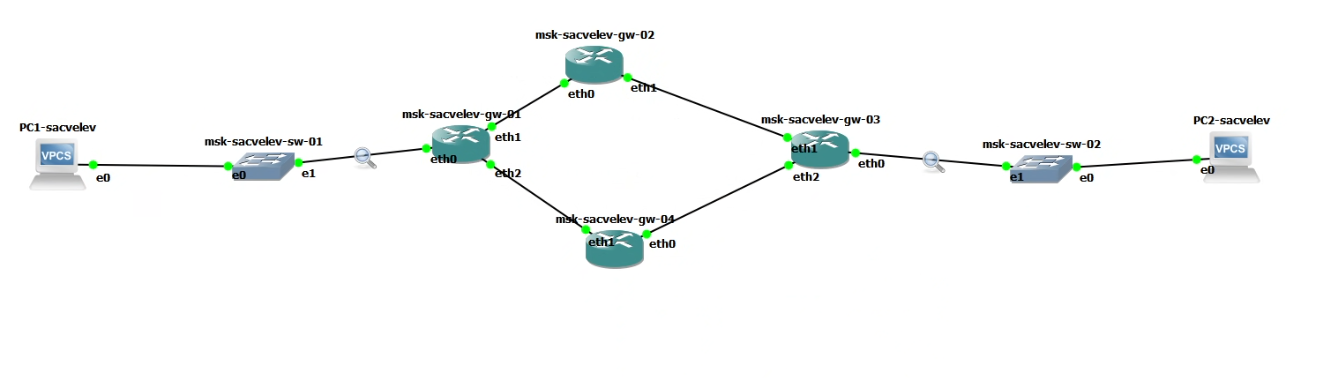 msk-sacvelev-gw-02
eth0
eth1
msk-sacvelev-gw-01
eth1
eth0
eth2
msk-sacvelev-gw-03
eth1
eth0
eth2
PC1-sacvelev
VPCS
e0
msk-sacvelev-sw-01
e0
e1
msk-sacvelev-sw-02
e1
e0
PC2-sacvelev
VPCS
e0
msk-sacvelev-gw-04
eth1
eth0